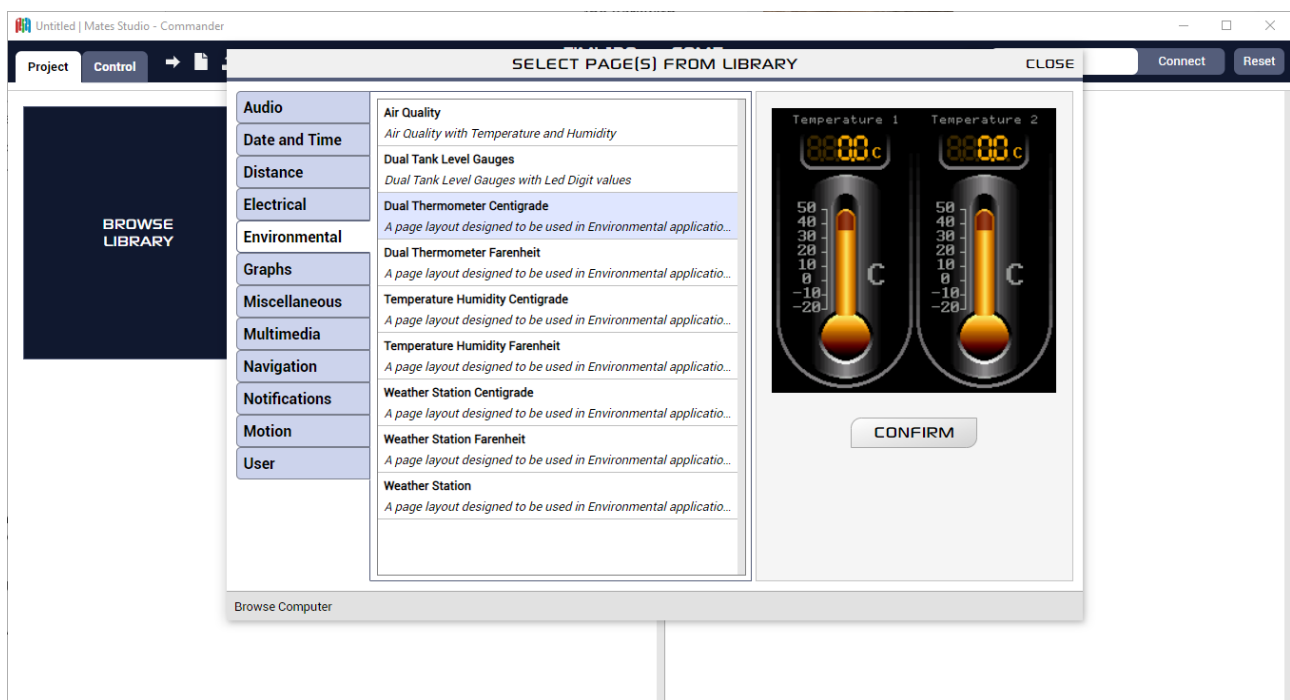 Untitled | Mates Studio - Commander
Project
Control
SELECT PAGE(S) FROM LIBRARY
CLOSE
Connect
Reset
BROWSE
LIBRARY
Audio
Date and Time
Distance
Electrical
Environmental
Graphs
Miscellaneous
Multimedia
Navigation
Notifications
Motion
User
Air Quality
Air Quality with Temperature and Humidity
Dual Tank Level Gauges
Dual Tank Level Gauges with Led Digit values
Dual Thermometer Centigrade
A page layout designed to be used in Environmental applicatio...
Dual Thermometer Farenheit
A page layout designed to be used in Environmental applicatio...
Temperature Humidity Centigrade
A page layout designed to be used in Environmental applicatio...
Temperature Humidity Farenheit
A page layout designed to be used in Environmental applicatio...
Weather Station Centigrade
A page layout designed to be used in Environmental applicatio...
Weather Station Farenheit
A page layout designed to be used in Environmental applicatio...
Weather Station
A page layout designed to be used in Environmental applicatio...
Temperature 1 Temperature 2
00 C 00 C
50 50
40 40
30 30
20 20
10 10
0 C 0 C
-10 -10
-20 -20
CONFIRM
Browse Computer